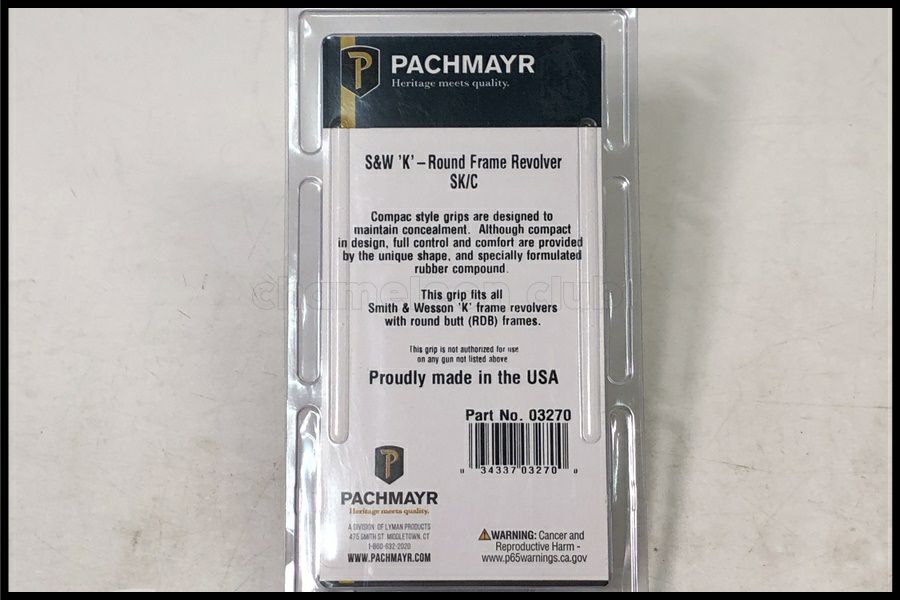 PACHMAYR
Heritage meets quality.
S&W 'K' – Round Frame Revolver
SK/C
Compac style grips are designed to
maintain concealment. Although compact
in design, full control and comfort are provided
by the unique shape, and specially formulated
rubber compound.
chameleon club
This grip fits all
Smith & Wesson 'K' frame revolvers
with round butt (RDB) frames.
This grip is not authorized for use
on any gun not listed above
Proudly made in the USA
Part No. 03270
0 34337 03270 0
PACHMAYR
Heritage meets quality.
A DIVISION OF LYMAN PRODUCTS
475 SMITH ST. MIDDLETOWN, CT
1-860-632-2020
WWW.PACHMAYR.COM
WARNING: Cancer and
Reproductive Harm -
www.p65warnings.ca.gov